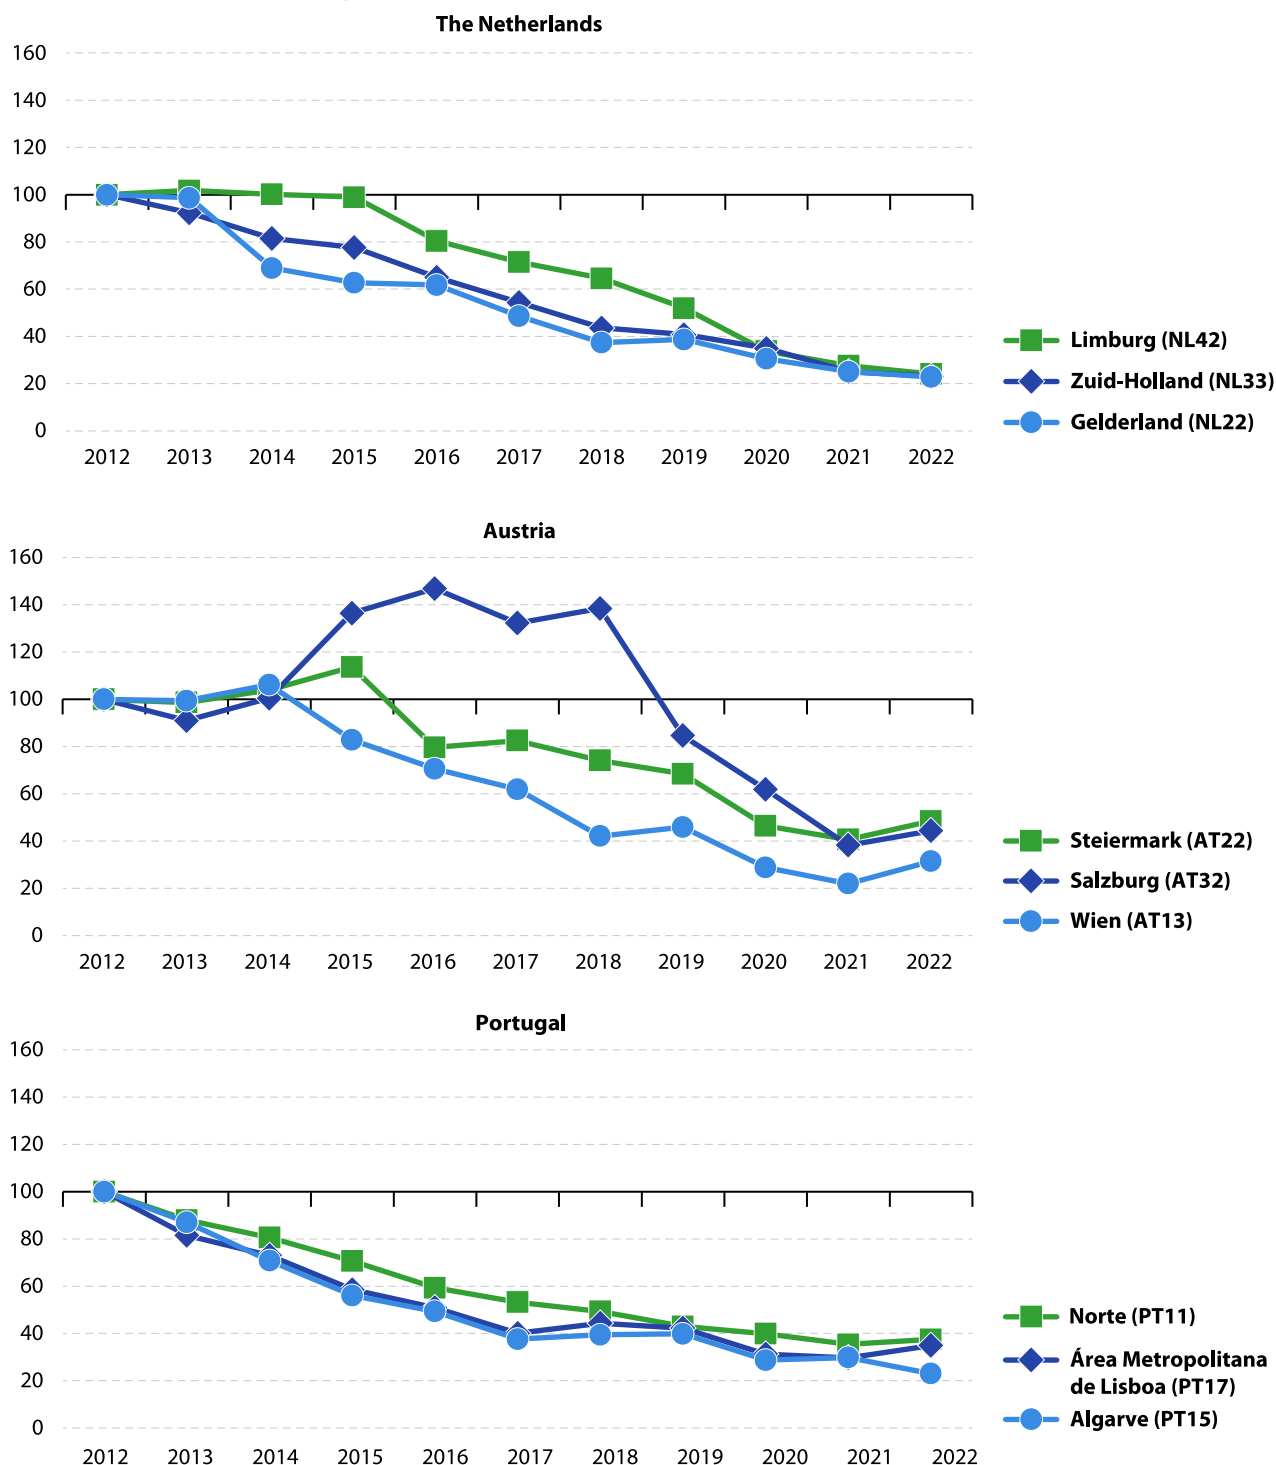 The Netherlands
160
140
120
100
80
60
40
20
0
2012 2013 2014 2015 2016 2017 2018 2019 2020 2021 2022
Limburg (NL42)
Zuid-Holland (NL33)
Gelderland (NL22)
Austria
160
140
120
100
80
60
40
20
0
2012 2013 2014 2015 2016 2017 2018 2019 2020 2021 2022
Steiermark (AT22)
Salzburg (AT32)
Wien (AT13)
Portugal
160
140
120
100
80
60
40
20
0
2012 2013 2014 2015 2016 2017 2018 2019 2020 2021 2022
Norte (PT11)
Área Metropolitana
de Lisboa (PT17)
Algarve (PT15)